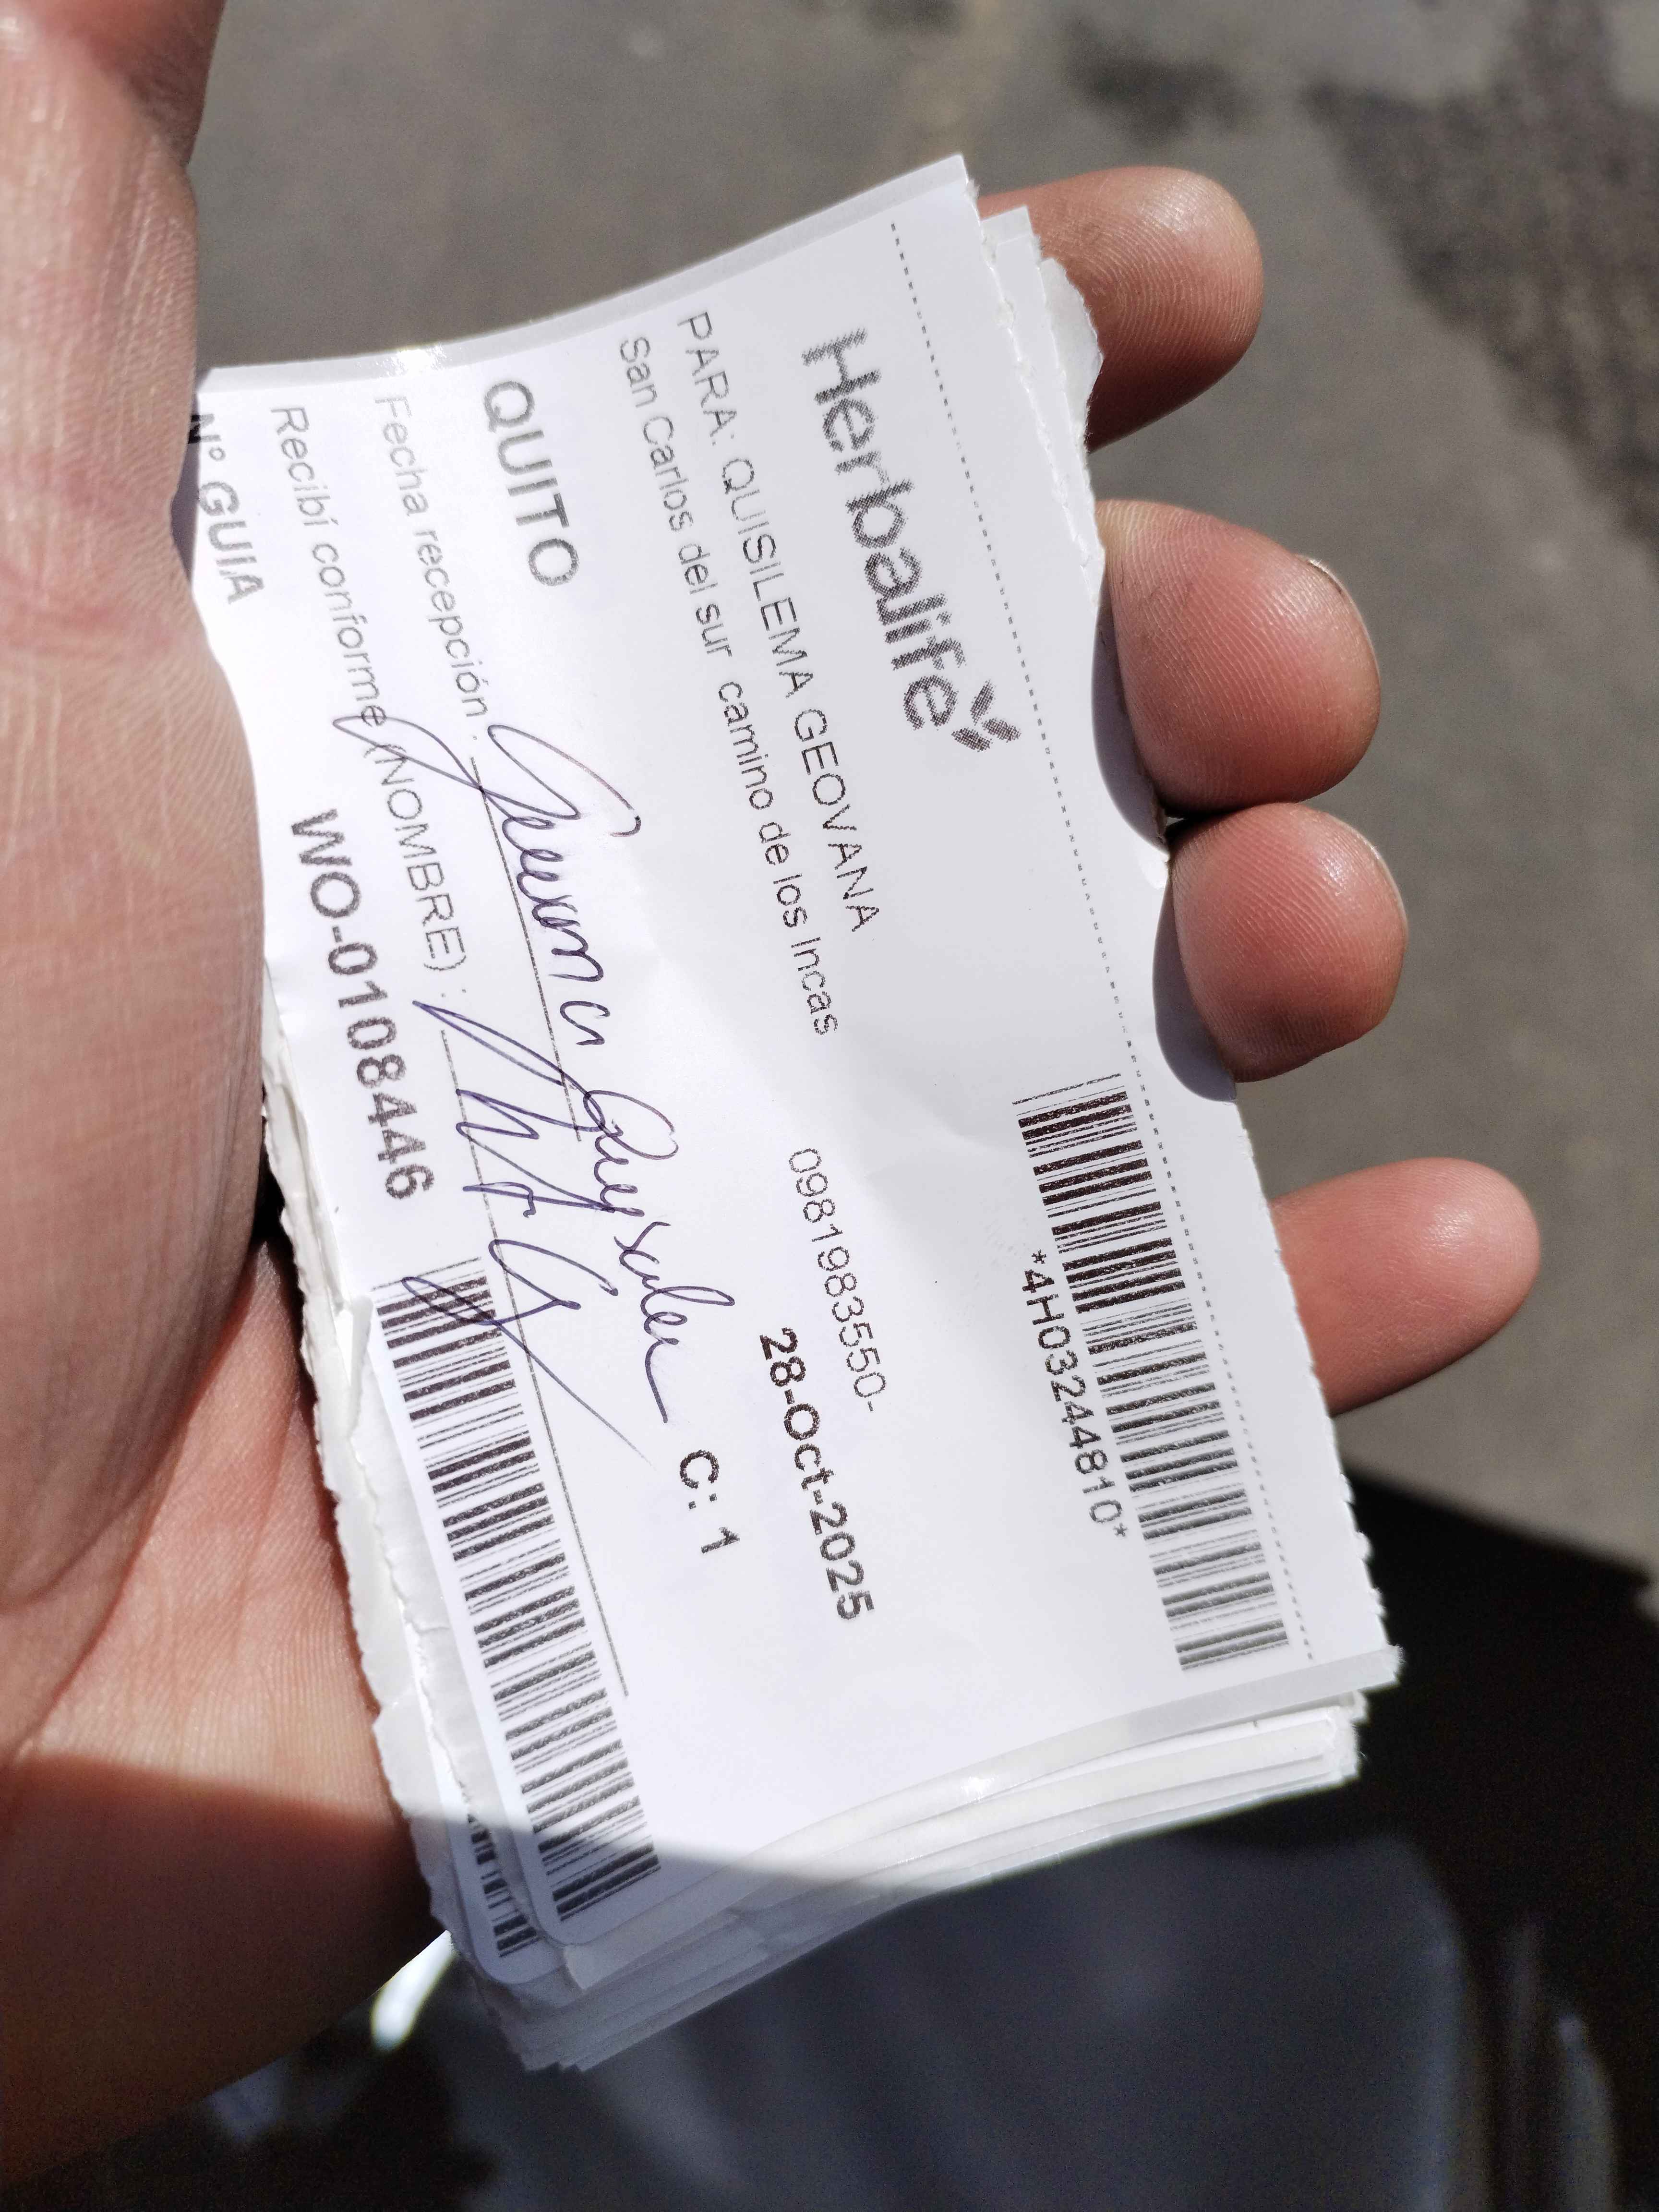 Herbalife
*4H03244810*
PARA: QUISILEMA GEOVANA
0981983550-
San Carlos del sur camino de los Incas
28-Oct-2025
QUITO
C: 1
Fecha recepción :
Recibí conforme (NOMBRE) :
Nº GUIA
WO-0108446